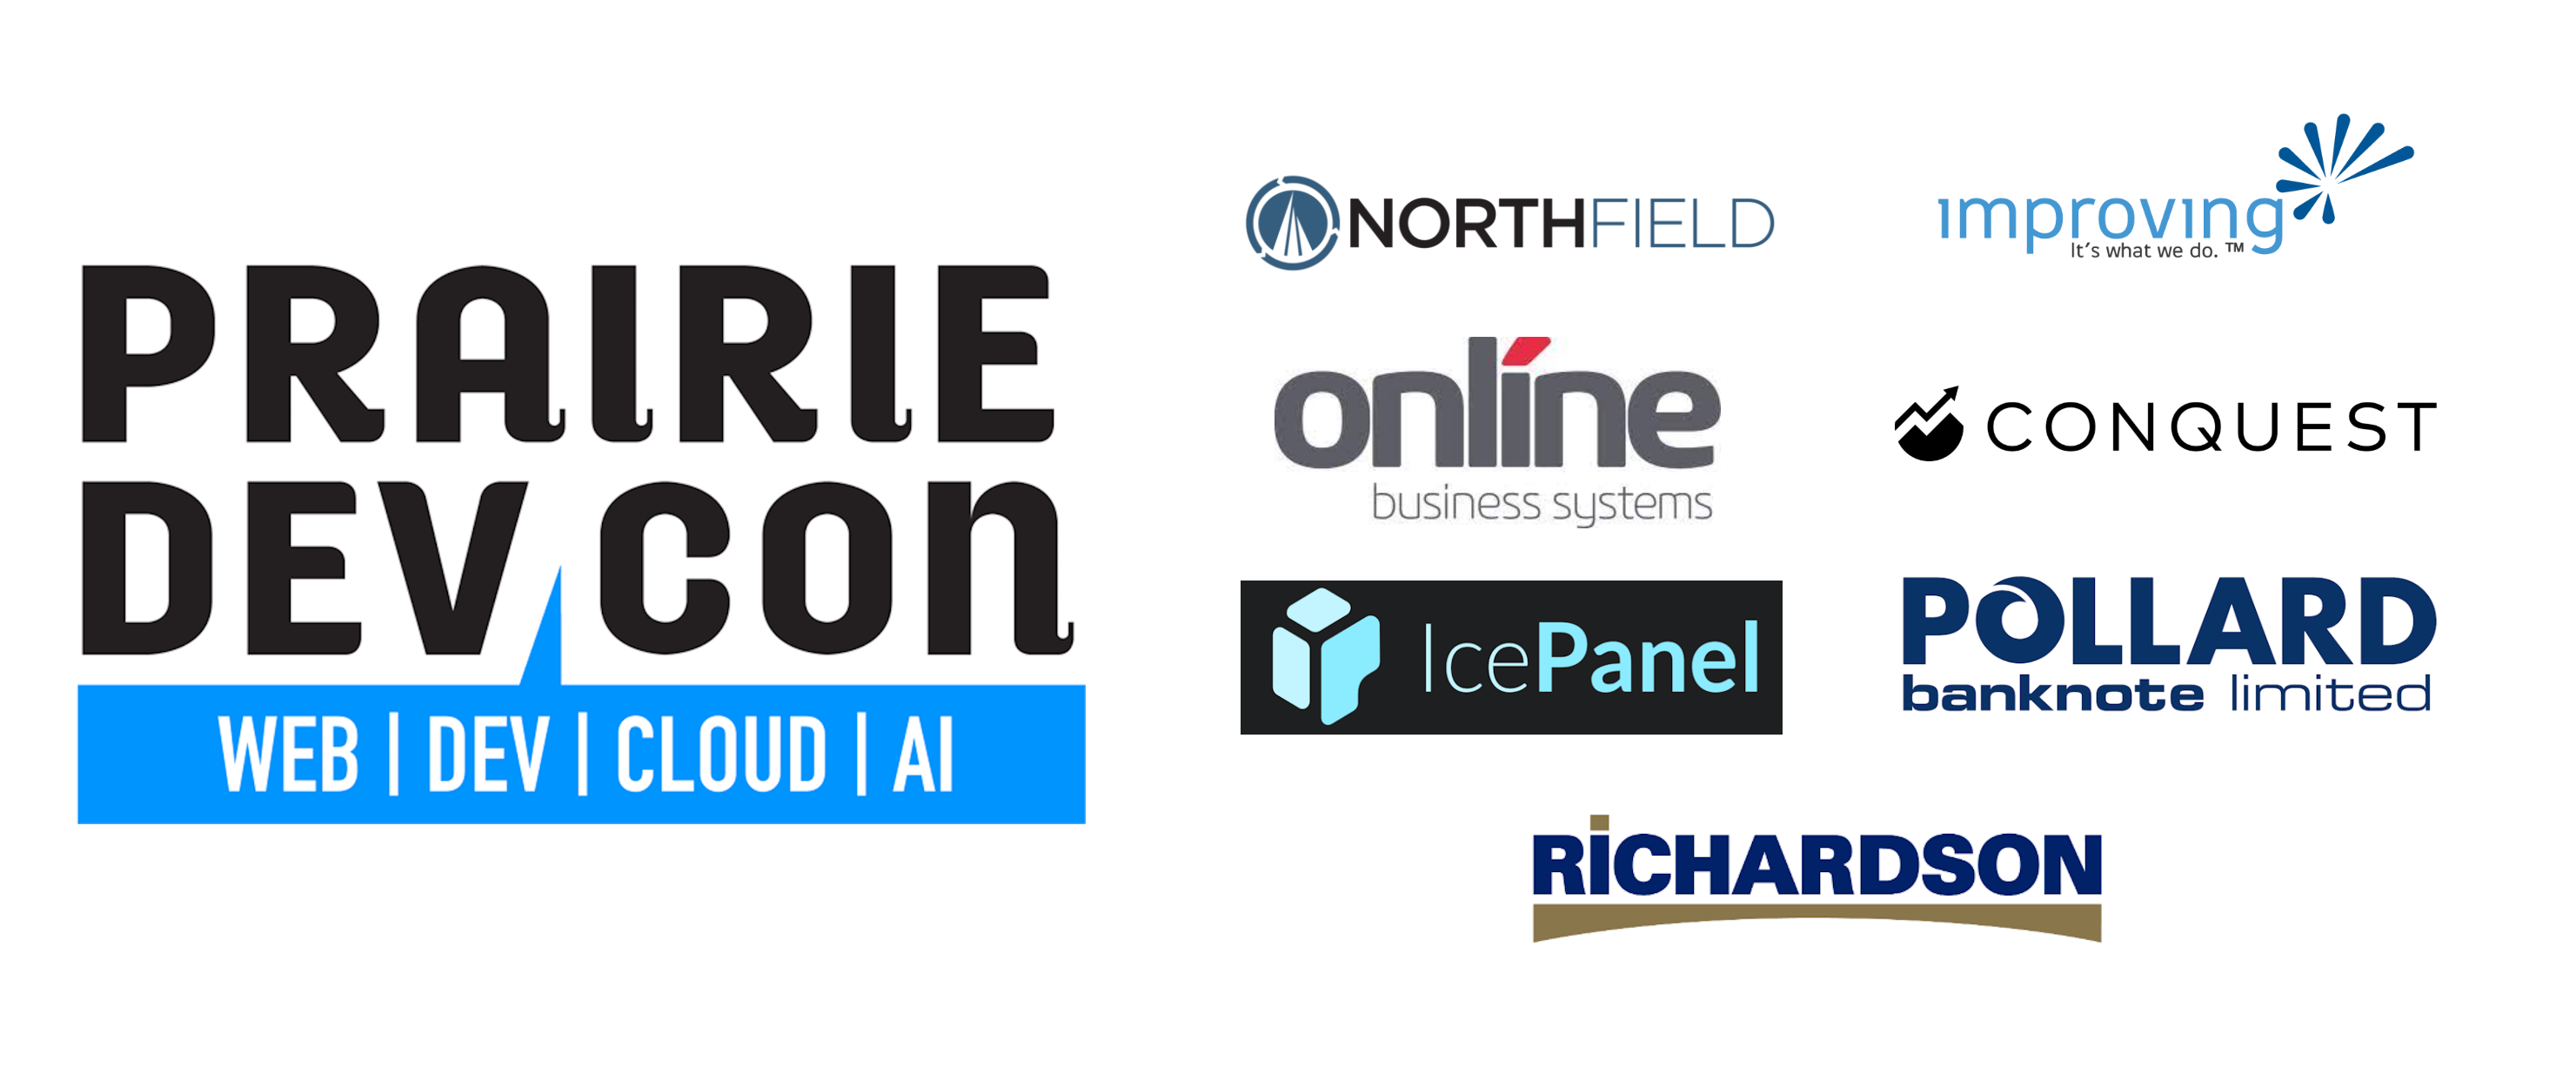 PRAIRIE
DEV CON
WEB | DEV | CLOUD | AI
NORTHFIELD
improving
It's what we do. ™
online
business systems
CONQUEST
IcePanel
POLLARD
banknote limited
RiCHARDSON